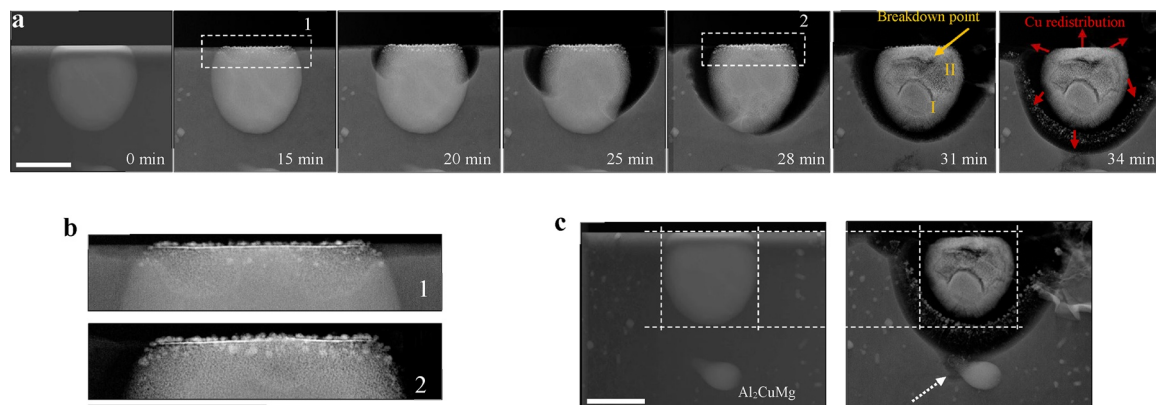 a
1
2
Breakdown point
II
I
Cu redistribution
0 min
15 min
20 min
25 min
28 min
31 min
34 min
b
1
2
c
Al₂CuMg